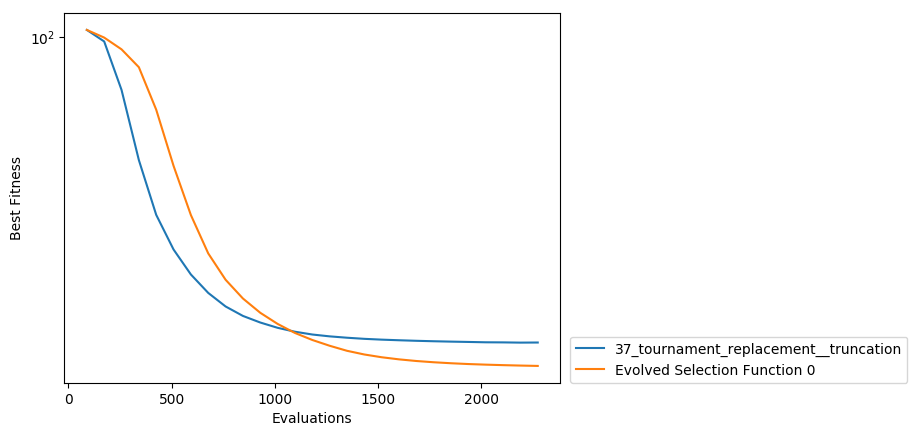 10²
Best Fitness
0
500
1000
1500
2000
Evaluations
37_tournament_replacement__truncation
Evolved Selection Function 0